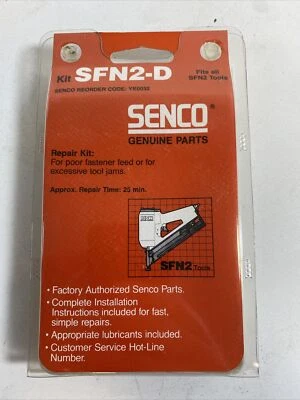 Kit SFN2-D Fits all
SFN2 Tools
SENCO REORDER CODE: YK0032
SENCO®
GENUINE PARTS
Repair Kit:
For poor fastener feed or for
excessive tool jams.
Approx. Repair Time: 25 min.
SENCO
SFN2 Tools
• Factory Authorized Senco Parts.
• Complete Installation
Instructions included for fast,
simple repairs.
• Appropriate lubricants included.
• Customer Service Hot-Line
Number.